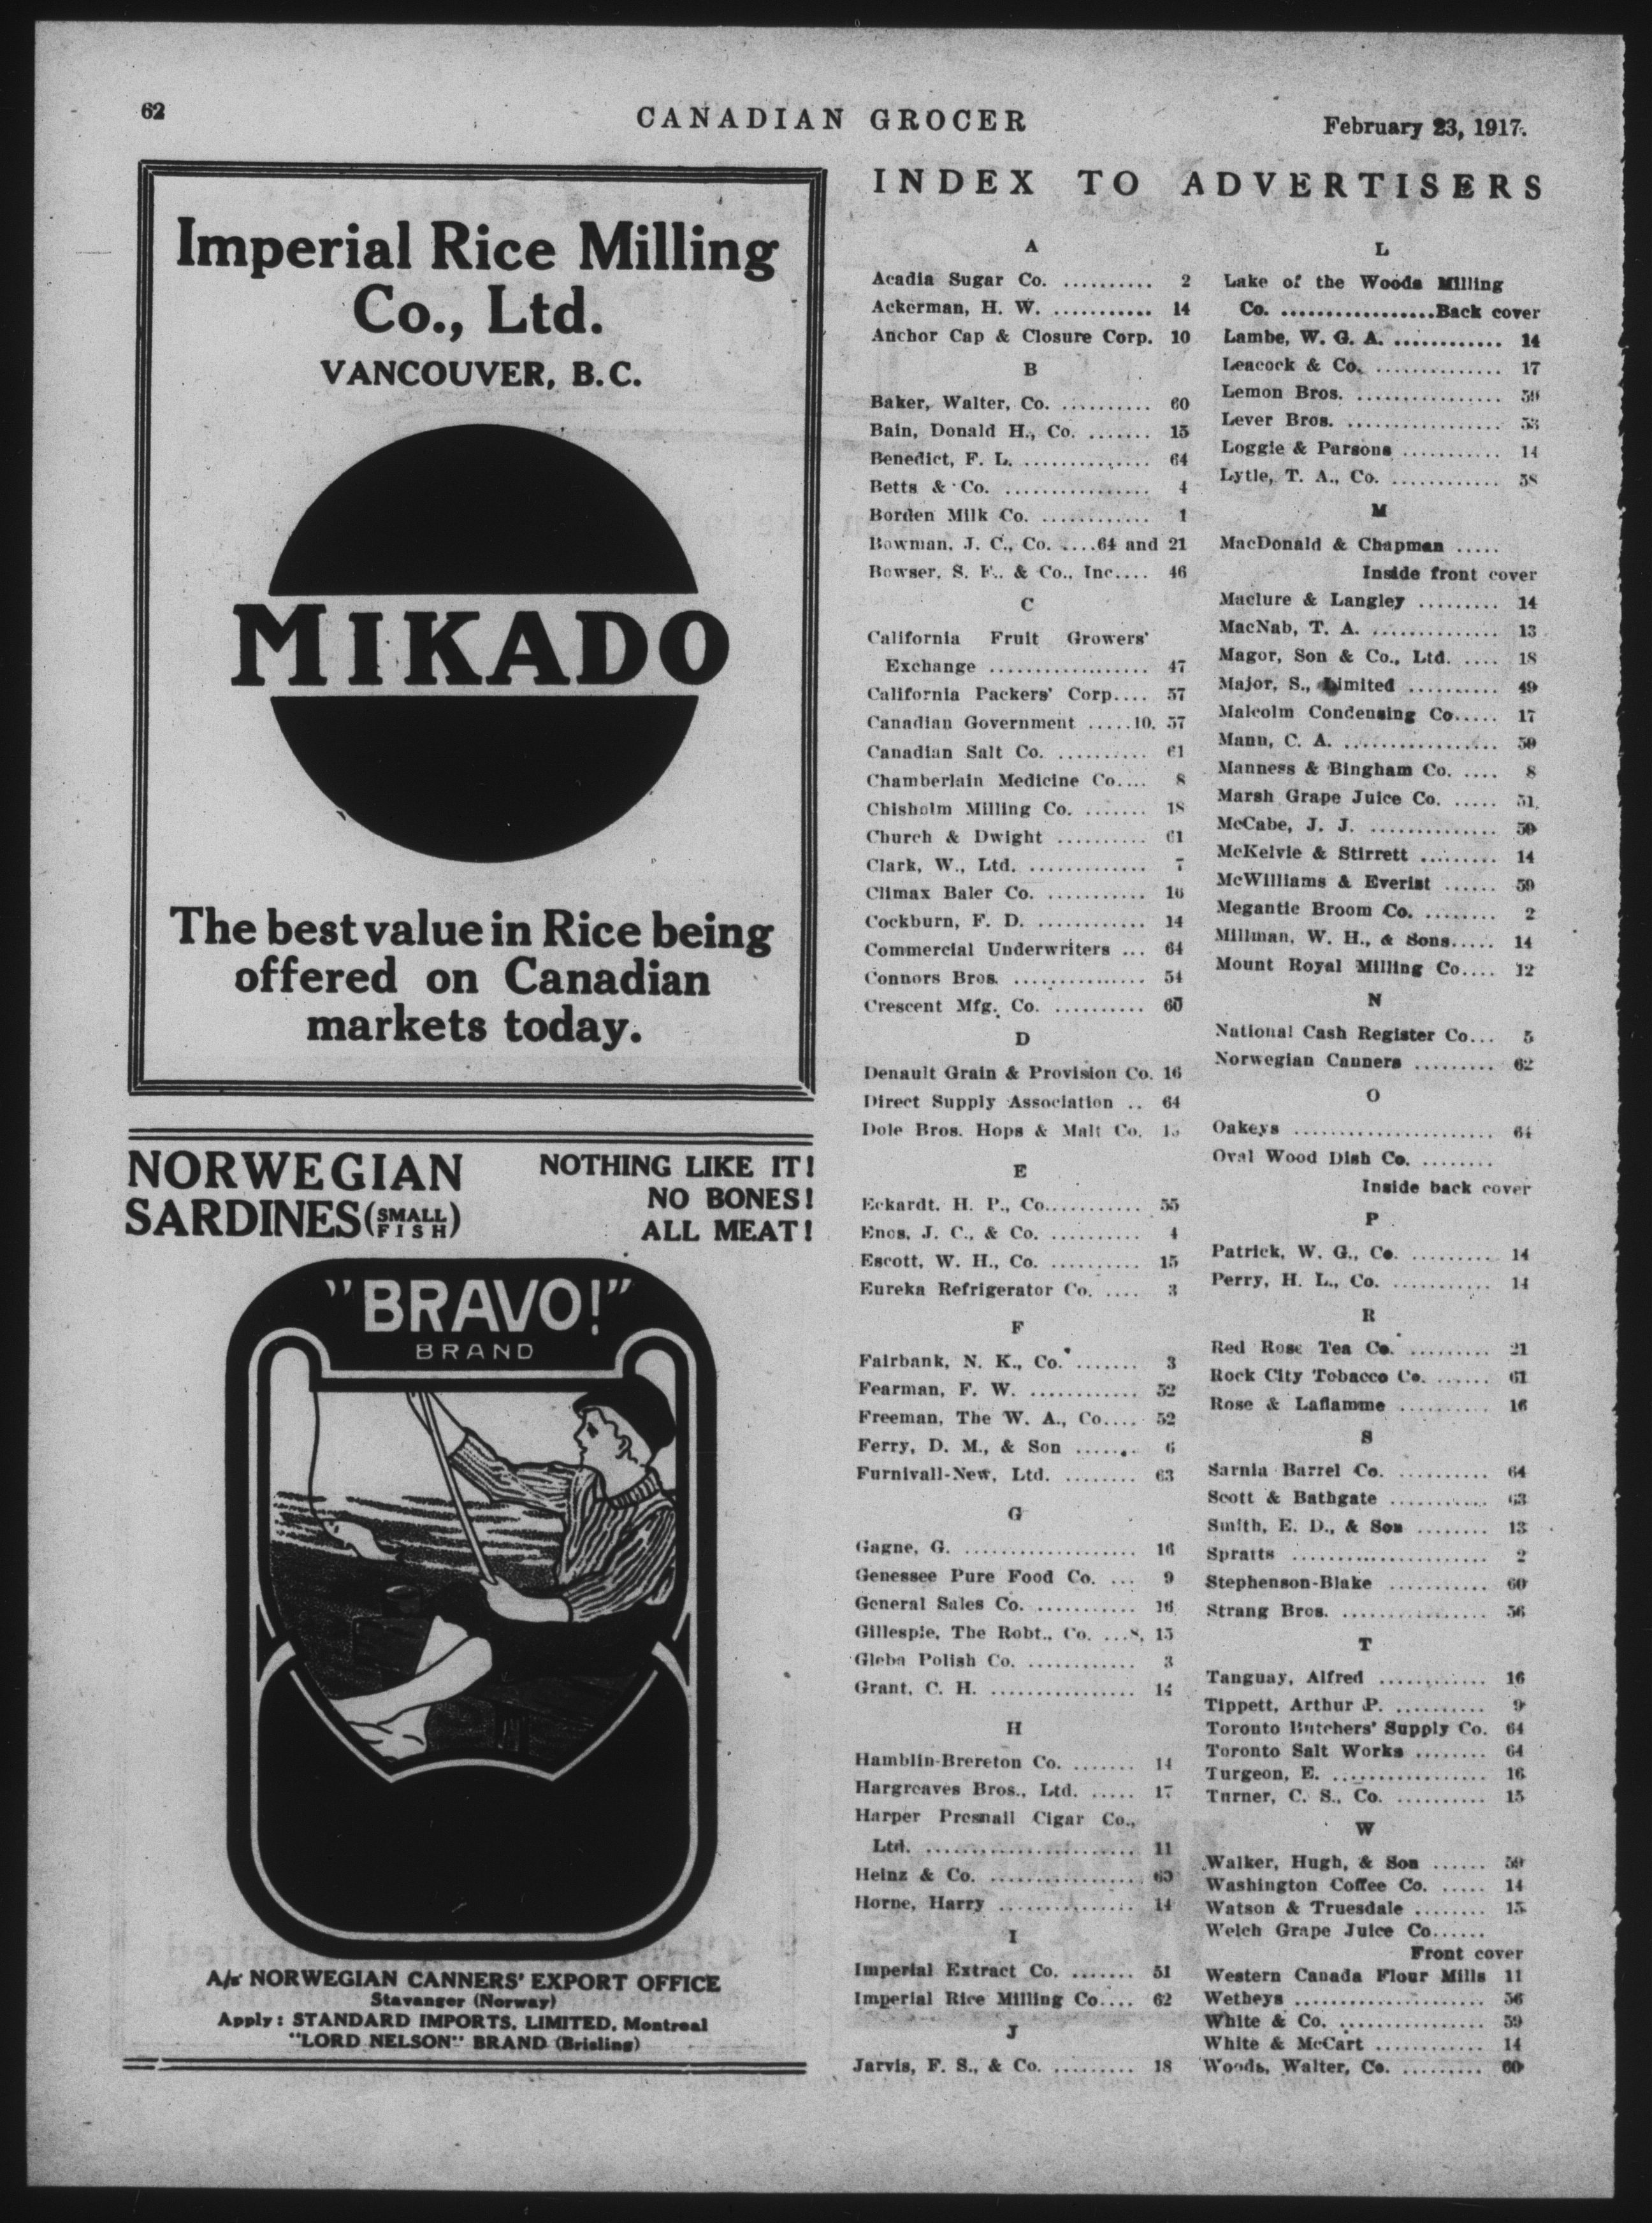 62
CANADIAN GROCER
February 23, 1917.
Imperial Rice Milling
Co., Ltd.
VANCOUVER, B.C.
MIKADO
The best value in Rice being
offered on Canadian
markets today.
NORWEGIAN
SARDINES (SMALL FISH)
NOTHING LIKE IT!
NO BONES!
ALL MEAT!
"BRAVO!"
BRAND
A/s NORWEGIAN CANNERS' EXPORT OFFICE
Stavanger (Norway)
Apply: STANDARD IMPORTS, LIMITED, Montreal
"LORD NELSON" BRAND (Brisling)
INDEX TO ADVERTISERS
A
Acadia Sugar Co. .......... 2
Ackerman, H. W. ........... 14
Anchor Cap & Closure Corp. 10
B
Baker, Walter, Co. .......... 60
Bain, Donald H., Co. ....... 15
Benedict, F. L. .............. 64
Betts & Co. ................ 4
Borden Milk Co. ............ 1
Bowman, J. C., Co. ....64 and 21
Bowser, S. F., & Co., Inc.... 46
C
California Fruit Growers'
Exchange .................. 47
California Packers' Corp.... 57
Canadian Government .....10, 57
Canadian Salt Co. .......... 61
Chamberlain Medicine Co.... 8
Chisholm Milling Co. ....... 18
Church & Dwight .......... 61
Clark, W., Ltd. ............. 7
Climax Baler Co. ........... 16
Cockburn, F. D. ............ 14
Commercial Underwriters ... 64
Connors Bros. ............... 54
Crescent Mfg. Co. .......... 60
D
Denault Grain & Provision Co. 16
Direct Supply Association .. 64
Dole Bros. Hops & Malt Co. 15
E
Eckardt, H. P., Co........... 55
Enos, J. C., & Co. .......... 4
Escott, W. H., Co. .......... 15
Eureka Refrigerator Co. .... 3
F
Fairbank, N. K., Co. ....... 3
Fearman, F. W. ............ 52
Freeman, The W. A., Co.... 52
Ferry, D. M., & Son ....... 6
Furnivall-New, Ltd. ........ 63
G
Gagne, G. ................... 16
Genessee Pure Food Co. ... 9
General Sales Co. ........... 16
Gillespie, The Robt., Co. ...8, 15
Gleba Polish Co. ............ 3
Grant, C. H. ................ 14
H
Hamblin-Brereton Co. ....... 14
Hargreaves Bros., Ltd. ..... 17
Harper Presnail Cigar Co.,
Ltd. ........................ 11
Heinz & Co. .................
Horne, Harry ............... 14
I
Imperial Extract Co. ....... 51
Imperial Rice Milling Co.... 62
J
Jarvis, F. S., & Co. ......... 18
L
Lake of the Woods Milling
Co. .................Back cover
Lambe, W. G. A. ............ 14
Leacock & Co. .............. 17
Lemon Bros. ................ 59
Lever Bros. ................. 53
Loggie & Parsons ........... 14
Lytle, T. A., Co. ............ 58
M
MacDonald & Chapman .....
Inside front cover
Maclure & Langley ......... 14
MacNab, T. A. .............. 13
Magor, Son & Co., Ltd. .... 18
Major, S., Limited .......... 49
Malcolm Condensing Co..... 17
Mann, C. A. .................. 59
Manness & Bingham Co. .... 8
Marsh Grape Juice Co. ..... 51
McCabe, J. J. .............. 59
McKelvie & Stirrett ......... 14
McWilliams & Everist ...... 59
Megantic Broom Co. ........ 2
Millman, W. H., & Sons..... 14
Mount Royal Milling Co.... 12
N
National Cash Register Co... 5
Norwegian Canners ......... 62
O
Oakeys ....................... 64
Oval Wood Dish Co. ........
Inside back cover
P
Patrick, W. G., Co. .......... 14
Perry, H. L., Co. ............ 14
R
Red Rose Tea Co. ......... 21
Rock City Tobacco Co. ...... 61
Rose & Laflamme .......... 16
S
Sarnia Barrel Co. .......... 64
Scott & Bathgate ............ 63
Smith, E. D., & Son ........ 13
Spratts ....................... 2
Stephenson-Blake ........... 60
Strang Bros. ................ 56
T
Tanguay, Alfred ............ 16
Tippett, Arthur P. .......... 9
Toronto Butchers' Supply Co. 64
Toronto Salt Works ........ 64
Turgeon, E. ................. 16
Turner, C. S., Co. .......... 15
W
Walker, Hugh, & Son ...... 59
Washington Coffee Co. ..... 14
Watson & Truesdale ........ 15
Welch Grape Juice Co......
Front cover
Western Canada Flour Mills 11
Wetheys ..................... 56
White & Co. ................ 59
White & McCart ............ 14
Woods, Walter, Co. ......... 60